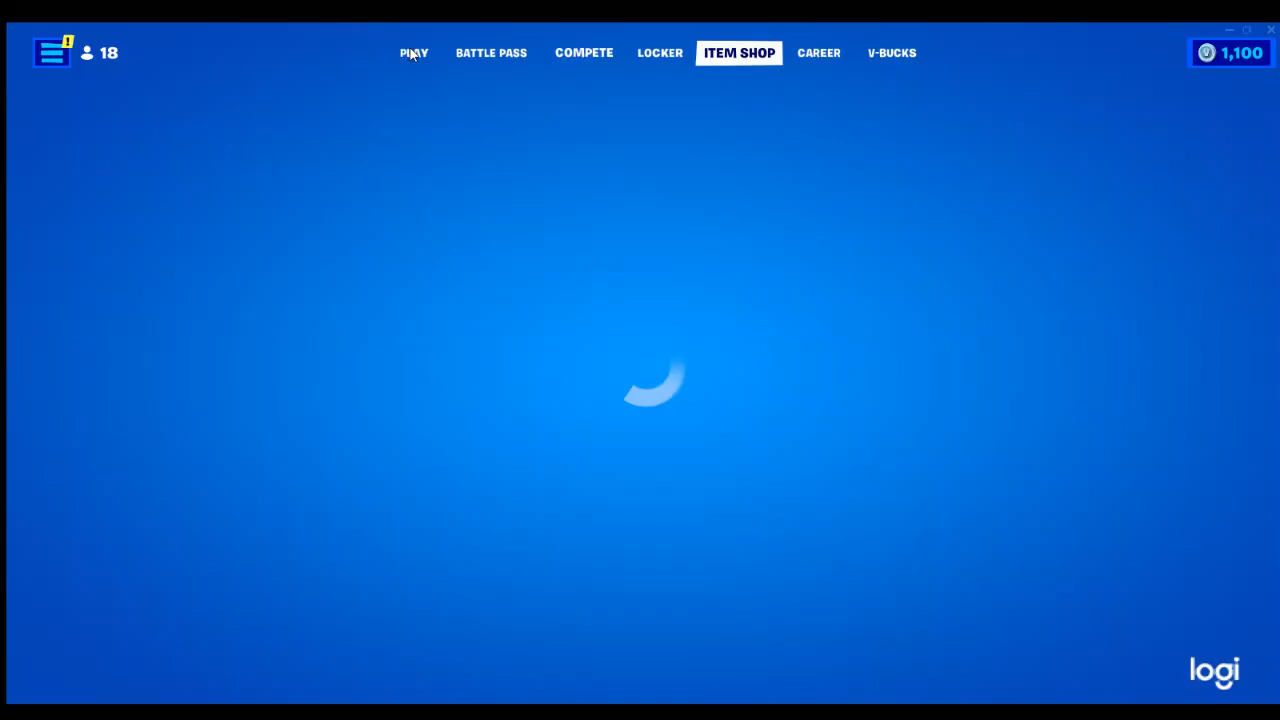 ! 18 PLAY BATTLE PASS COMPETE LOCKER ITEM SHOP CAREER V-BUCKS V 1,100
logi